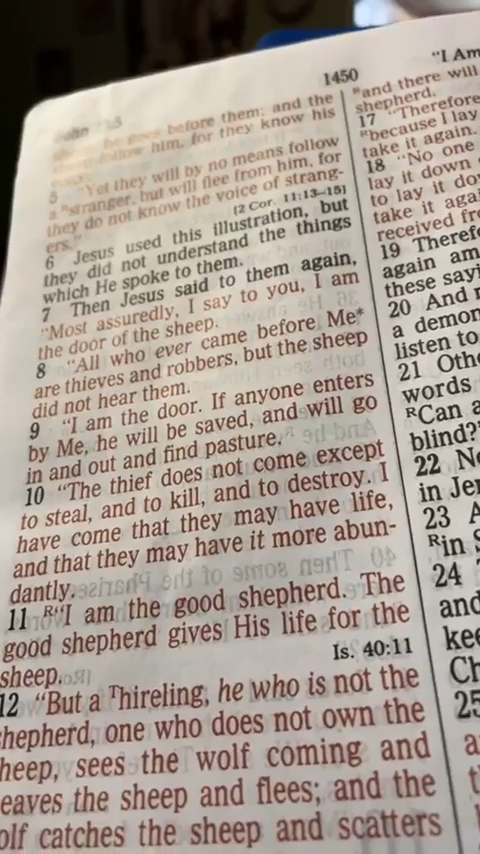 1450
"I Am
sheep, he goes before them; and the
sheep follow him, for they know his
voice.
5 "Yet they will by no means follow
a ⁿstranger, but will flee from him, for
they do not know the voice of strang-
ers."
[2 Cor. 11:13–15]
6 Jesus used this illustration, but
they did not understand the things
which He spoke to them.
7 Then Jesus said to them again,
"Most assuredly, I say to you, I am
the door of the sheep.
8 "All who ever came before Me*
are thieves and robbers, but the sheep
did not hear them.
9 "I am the door. If anyone enters
by Me, he will be saved, and will go
in and out and find pasture.
10 "The thief does not come except
to steal, and to kill, and to destroy. I
have come that they may have life,
and that they may have it more abun-
dantly.
11 ᴿ"I am the good shepherd. The
good shepherd gives His life for the
sheep.
Is. 40:11
12 "But a ᵀhireling, he who is not the
shepherd, one who does not own the
heep, sees the wolf coming and
eaves the sheep and flees; and the
olf catches the sheep and scatters
ⁿand there will
shepherd.
17 "Therefore
ⁿbecause I lay
take it again.
18 "No one
lay it down
to lay it do
take it aga
received fr
19 Theref
again am
these sayi
20 And
a demon
listen to
21 Oth
words
ᴿCan a
blind?"
22 N
in Jer
23 A
ᴿin S
24
and
kee
Ch
25
a